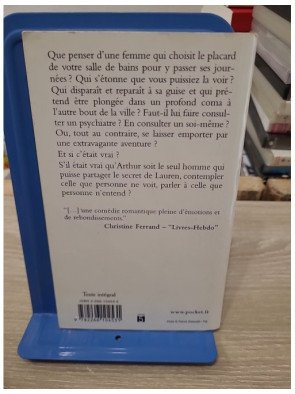 Que penser d'une femme qui choisit le placard
de votre salle de bains pour y passer ses jour-
nées ? Qui s'étonne que vous puissiez la voir ?
Qui disparaît et reparaît à sa guise et qui pré-
tend être plongée dans un profond coma à
l'autre bout de la ville ? Faut-il lui faire consul-
ter un psychiatre ? En consulter un soi-même ?
Ou, tout au contraire, se laisser emporter par
une extravagante aventure ?
Et si c'était vrai ?
S'il était vrai qu'Arthur soit le seul homme qui
puisse partager le secret de Lauren, contempler
celle que personne ne voit, parler à celle que
personne n'entend ?
"[…] une comédie romantique pleine d'émotions et
de rebondissements."
Christine Ferrand – "Livres-Hebdo"
Texte intégral
www.pocket.fr